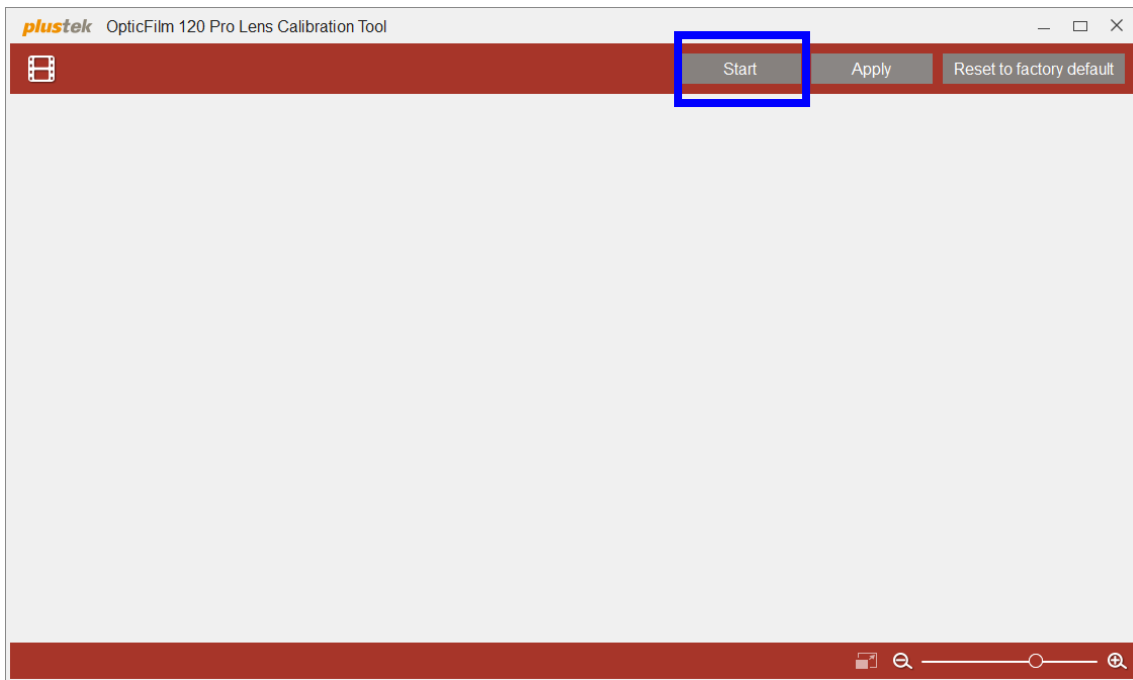 plustek OpticFilm 120 Pro Lens Calibration Tool
Start Apply Reset to factory default